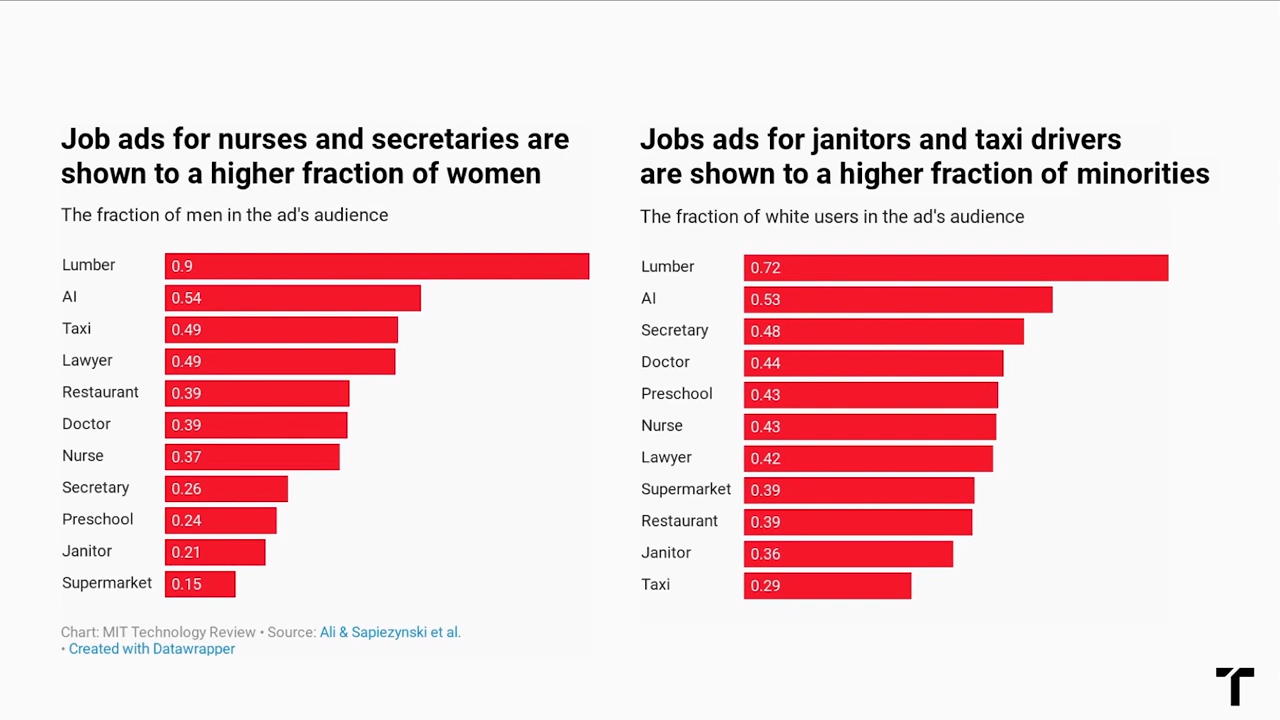 Job ads for nurses and secretaries are
shown to a higher fraction of women
The fraction of men in the ad's audience
Lumber 0.9
AI 0.54
Taxi 0.49
Lawyer 0.49
Restaurant 0.39
Doctor 0.39
Nurse 0.37
Secretary 0.26
Preschool 0.24
Janitor 0.21
Supermarket 0.15
Chart: MIT Technology Review • Source: Ali & Sapiezynski et al.
• Created with Datawrapper
Jobs ads for janitors and taxi drivers
are shown to a higher fraction of minorities
The fraction of white users in the ad's audience
Lumber 0.72
AI 0.53
Secretary 0.48
Doctor 0.44
Preschool 0.43
Nurse 0.43
Lawyer 0.42
Supermarket 0.39
Restaurant 0.39
Janitor 0.36
Taxi 0.29
T